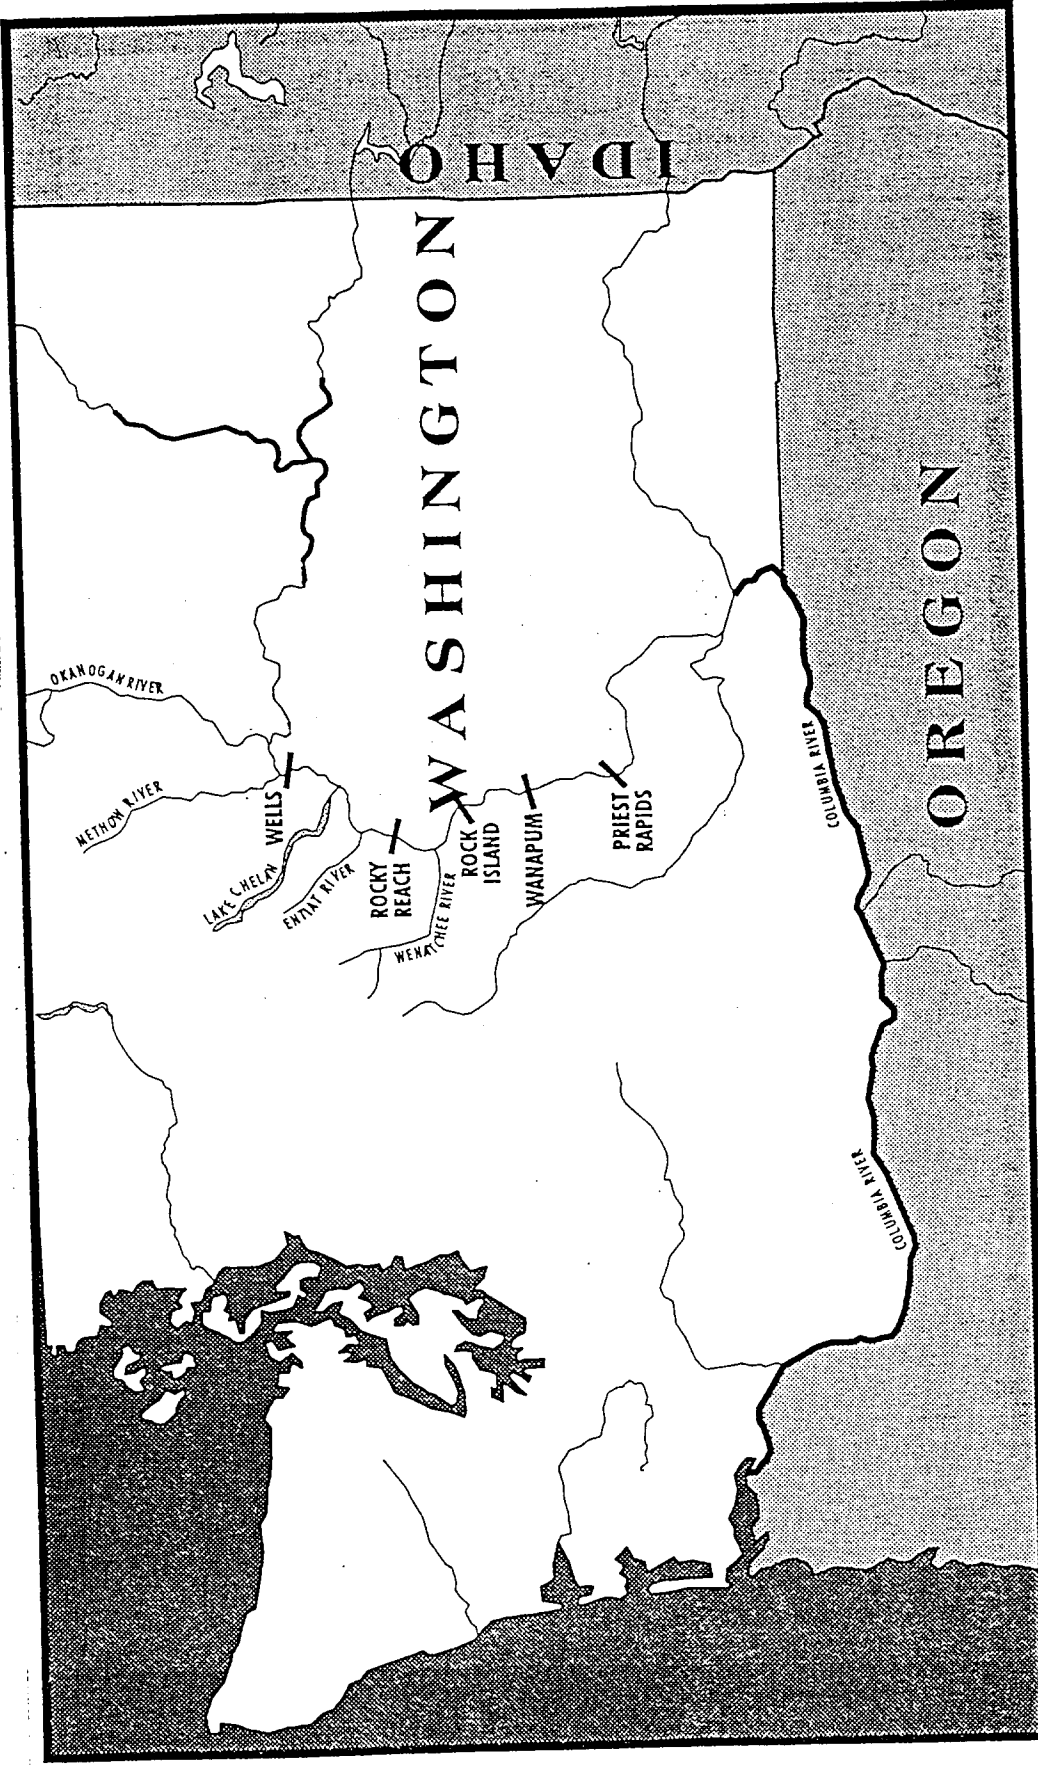 OKANOGAN RIVER
METHOW RIVER
WELLS
LAKE CHELAN
ENTIAT RIVER
ROCKY
REACH
WENATCHEE RIVER
ROCK
ISLAND
WANAPUM
PRIEST
RAPIDS
WASHINGTON
IDAHO
COLUMBIA RIVER
COLUMBIA RIVER
OREGON